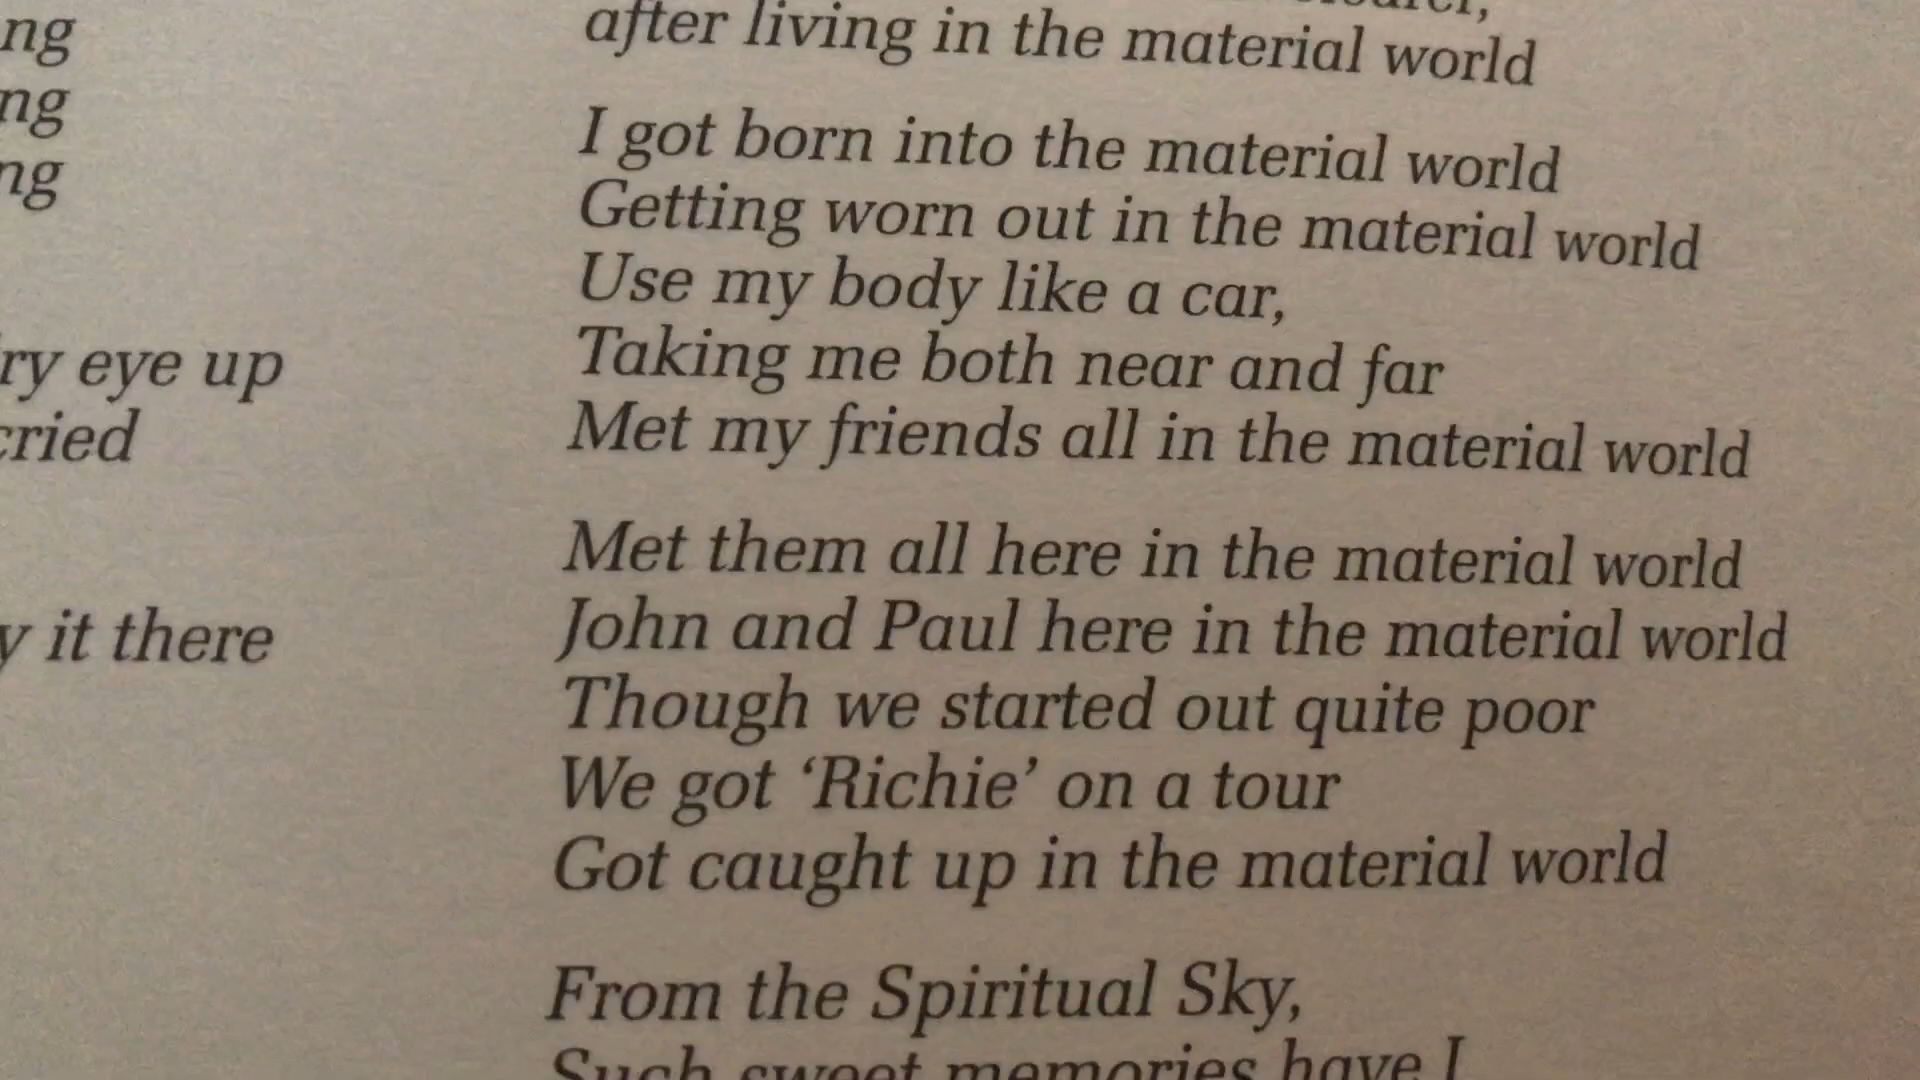 ng
ng
ng
ry eye up
cried
y it there
after living in the material world
I got born into the material world
Getting worn out in the material world
Use my body like a car,
Taking me both near and far
Met my friends all in the material world
Met them all here in the material world
John and Paul here in the material world
Though we started out quite poor
We got ‘Richie’ on a tour
Got caught up in the material world
From the Spiritual Sky,
Such sweet memories have I